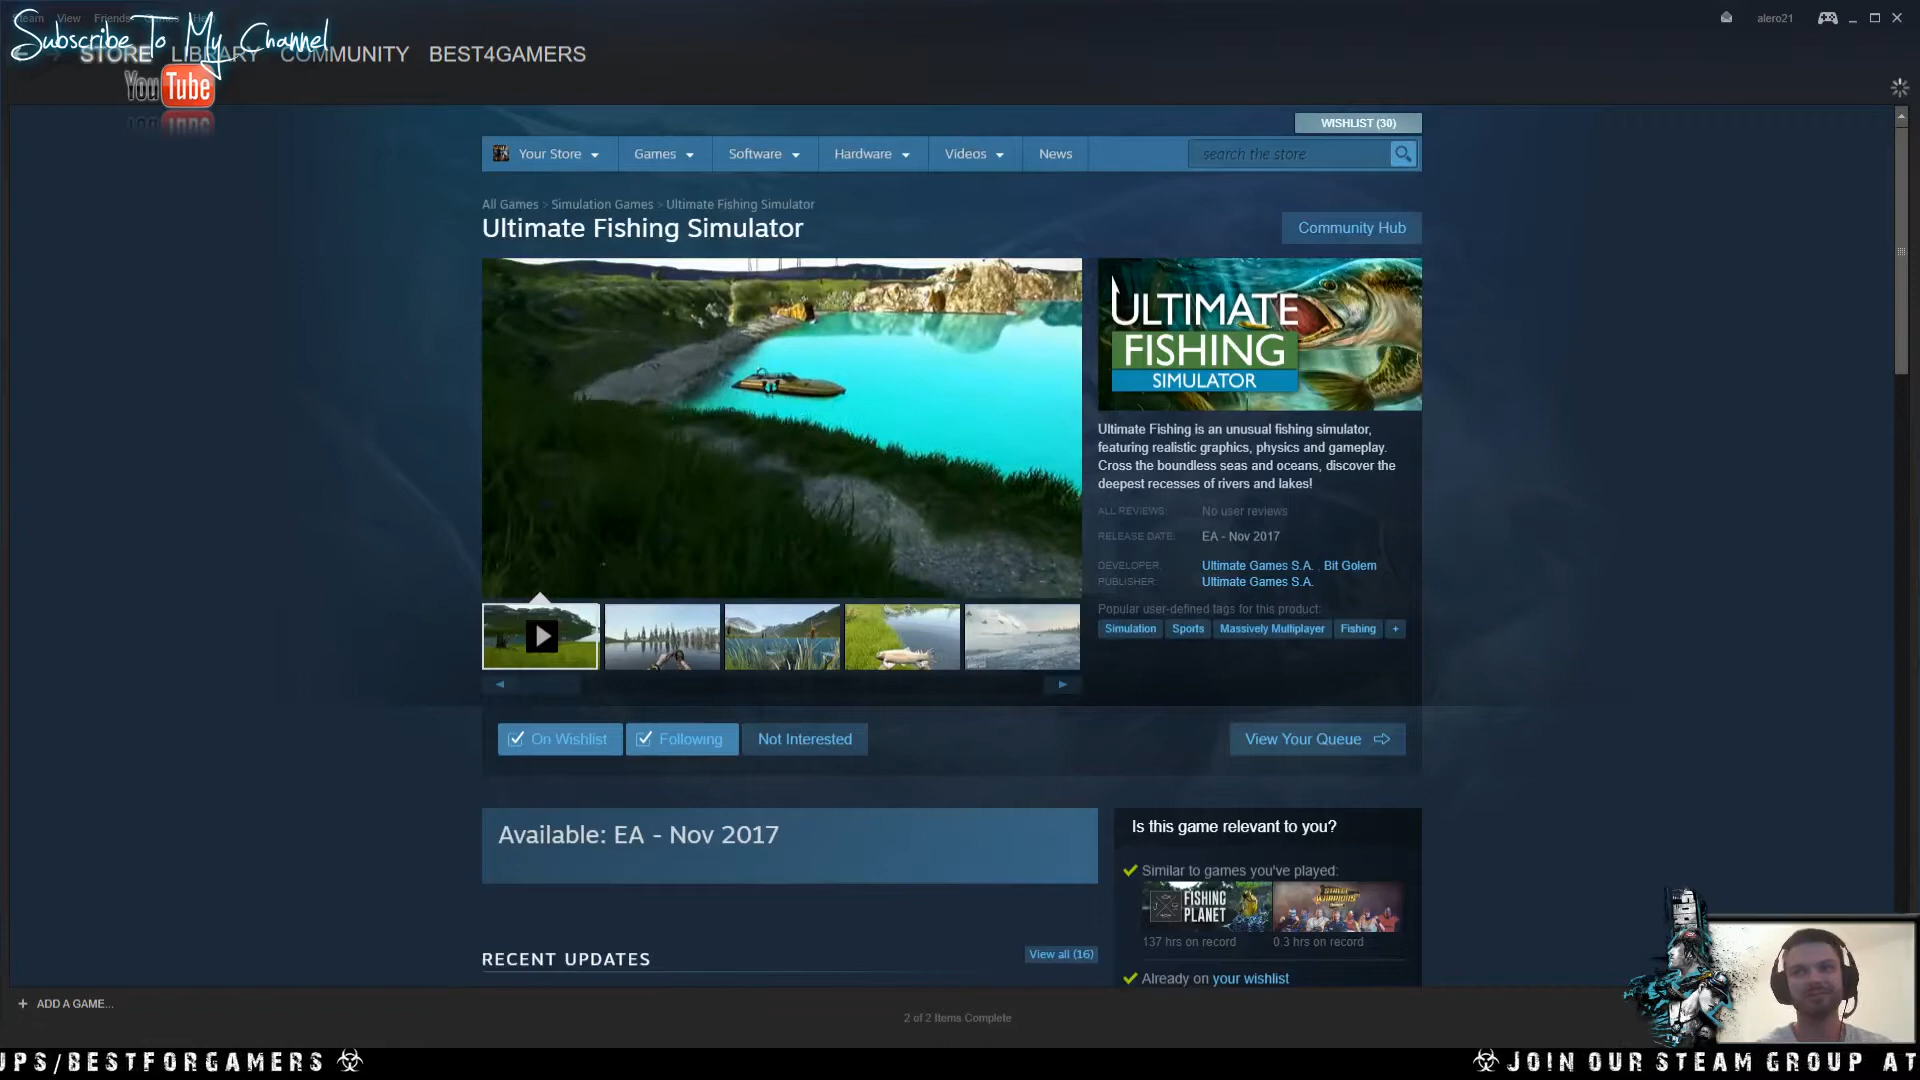 Steam View Friends Games Help
Subscribe To My Channel
YouTube
alero21
STORE LIBRARY COMMUNITY BEST4GAMERS
WISHLIST (30)
Your Store Games Software Hardware Videos News search the store
All Games > Simulation Games > Ultimate Fishing Simulator
Ultimate Fishing Simulator
Community Hub
ULTIMATE
FISHING
SIMULATOR
Ultimate Fishing is an unusual fishing simulator,
featuring realistic graphics, physics and gameplay.
Cross the boundless seas and oceans, discover the
deepest recesses of rivers and lakes!
ALL REVIEWS: No user reviews
RELEASE DATE: EA - Nov 2017
DEVELOPER: Ultimate Games S.A. , Bit Golem
PUBLISHER: Ultimate Games S.A.
Popular user-defined tags for this product:
Simulation Sports Massively Multiplayer Fishing +
On Wishlist Following Not Interested View Your Queue
Available: EA - Nov 2017
Is this game relevant to you?
Similar to games you've played:
FISHING
PLANET
137 hrs on record 0.3 hrs on record
Already on your wishlist
RECENT UPDATES
View all (16)
+ ADD A GAME...
2 of 2 Items Complete
UPS/BESTFORGAMERS JOIN OUR STEAM GROUP AT